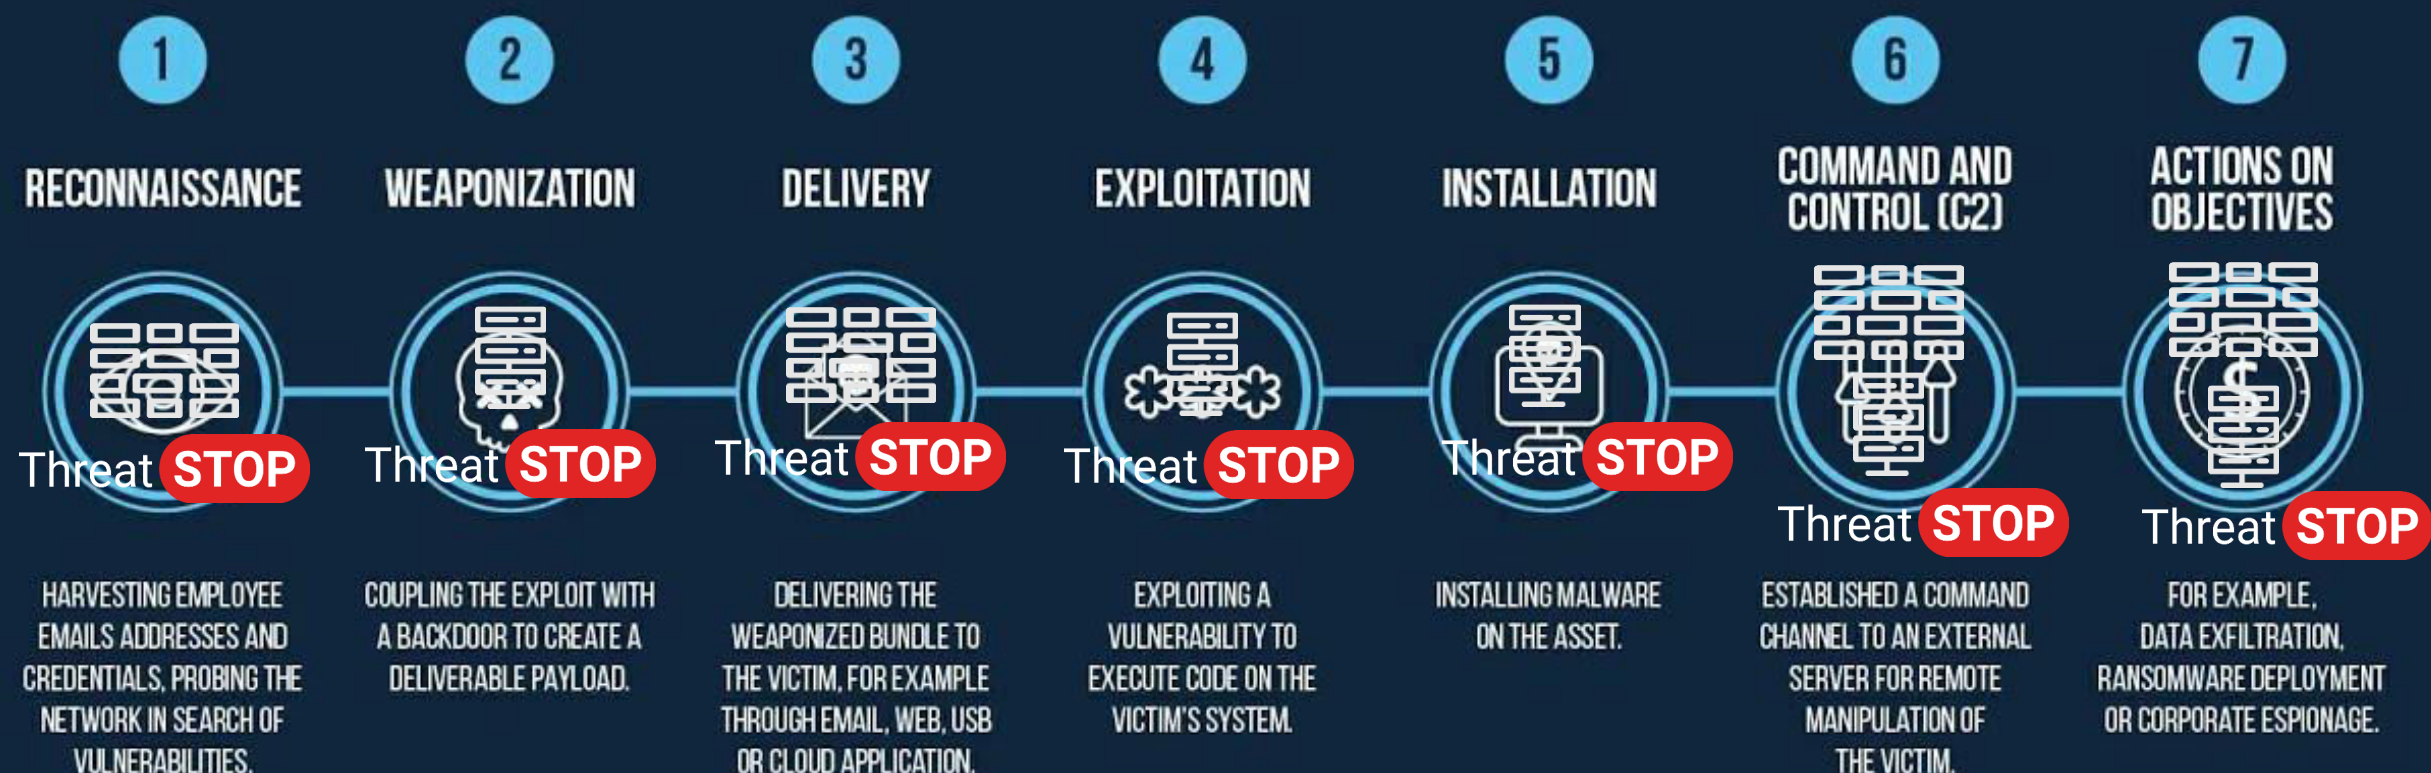 1
RECONNAISSANCE
Threat STOP
HARVESTING EMPLOYEE
EMAILS ADDRESSES AND
CREDENTIALS, PROBING THE
NETWORK IN SEARCH OF
VULNERABILITIES.
2
WEAPONIZATION
Threat STOP
COUPLING THE EXPLOIT WITH
A BACKDOOR TO CREATE A
DELIVERABLE PAYLOAD.
3
DELIVERY
Threat STOP
DELIVERING THE
WEAPONIZED BUNDLE TO
THE VICTIM, FOR EXAMPLE
THROUGH EMAIL, WEB, USB
OR CLOUD APPLICATION.
4
EXPLOITATION
Threat STOP
EXPLOITING A
VULNERABILITY TO
EXECUTE CODE ON THE
VICTIM'S SYSTEM.
5
INSTALLATION
Threat STOP
INSTALLING MALWARE
ON THE ASSET.
6
COMMAND AND
CONTROL (C2)
Threat STOP
ESTABLISHED A COMMAND
CHANNEL TO AN EXTERNAL
SERVER FOR REMOTE
MANIPULATION OF
THE VICTIM.
7
ACTIONS ON
OBJECTIVES
$
Threat STOP
FOR EXAMPLE,
DATA EXFILTRATION,
RANSOMWARE DEPLOYMENT
OR CORPORATE ESPIONAGE.